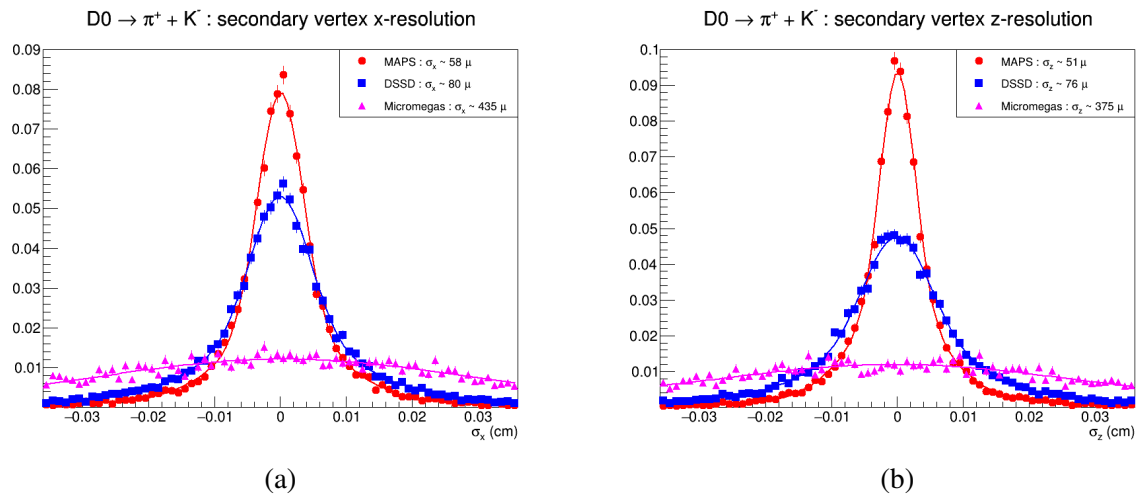 D0 → π⁺ + K⁻ : secondary vertex x-resolution
0.09
0.08
0.07
0.06
0.05
0.04
0.03
0.02
0.01
MAPS : σx ~ 58 μ
DSSD : σx ~ 80 μ
Micromegas : σx ~ 435 μ
−0.03 −0.02 −0.01 0 0.01 0.02 0.03
σx (cm)
(a)
D0 → π⁺ + K⁻ : secondary vertex z-resolution
0.1
0.09
0.08
0.07
0.06
0.05
0.04
0.03
0.02
0.01
MAPS : σz ~ 51 μ
DSSD : σz ~ 76 μ
Micromegas : σz ~ 375 μ
−0.03 −0.02 −0.01 0 0.01 0.02 0.03
σz (cm)
(b)